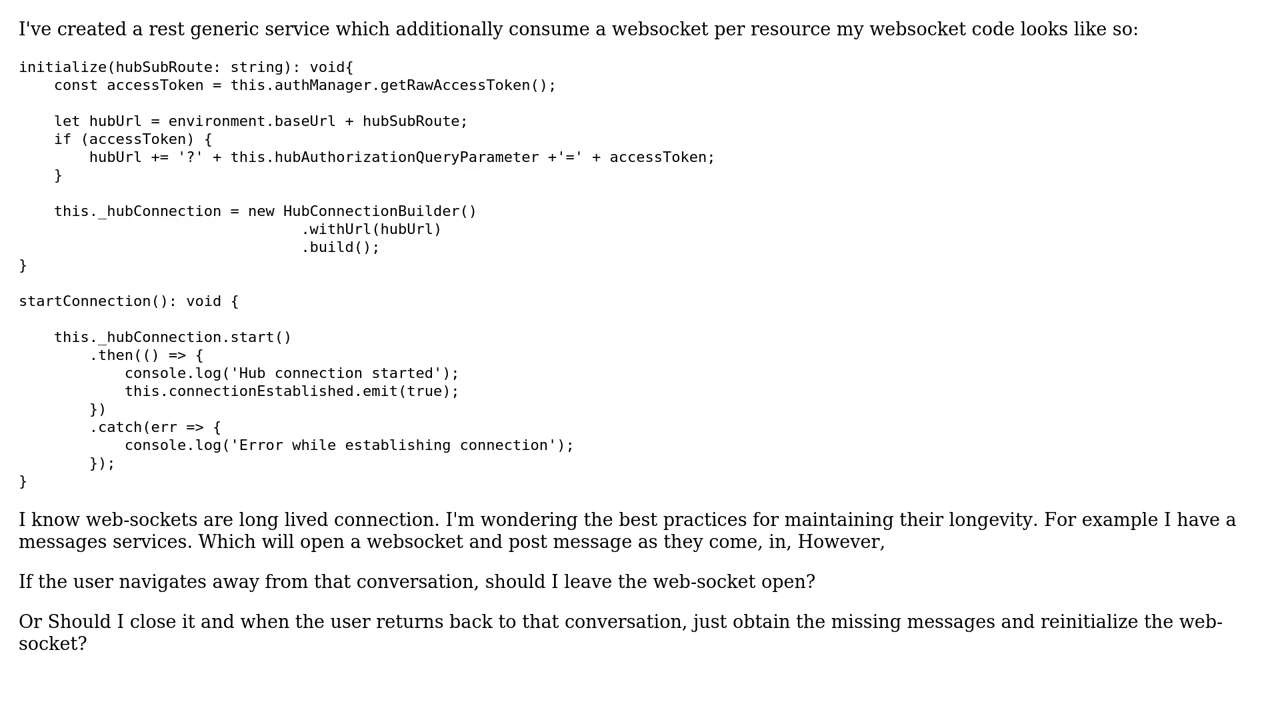 I've created a rest generic service which additionally consume a websocket per resource my websocket code looks like so:
initialize(hubSubRoute: string): void{
    const accessToken = this.authManager.getRawAccessToken();

    let hubUrl = environment.baseUrl + hubSubRoute;
    if (accessToken) {
        hubUrl += '?' + this.hubAuthorizationQueryParameter +'=' + accessToken;
    }

    this._hubConnection = new HubConnectionBuilder()
                                .withUrl(hubUrl)
                                .build();
}

startConnection(): void {

    this._hubConnection.start()
        .then(() => {
            console.log('Hub connection started');
            this.connectionEstablished.emit(true);
        })
        .catch(err => {
            console.log('Error while establishing connection');
        });
}
I know web-sockets are long lived connection. I'm wondering the best practices for maintaining their longevity. For example I have a
messages services. Which will open a websocket and post message as they come, in, However,
If the user navigates away from that conversation, should I leave the web-socket open?
Or Should I close it and when the user returns back to that conversation, just obtain the missing messages and reinitialize the web-
socket?